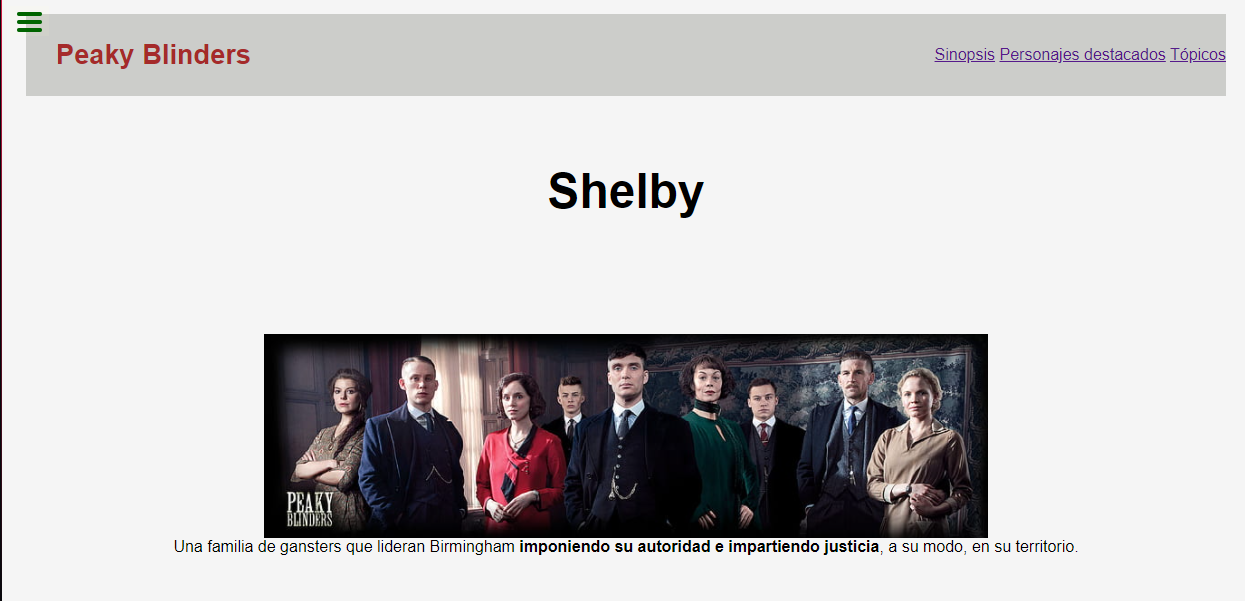 Peaky Blinders
Sinopsis Personajes destacados Tópicos
Shelby
PEAKY
BLINDERS
Una familia de gansters que lideran Birmingham imponiendo su autoridad e impartiendo justicia, a su modo, en su territorio.